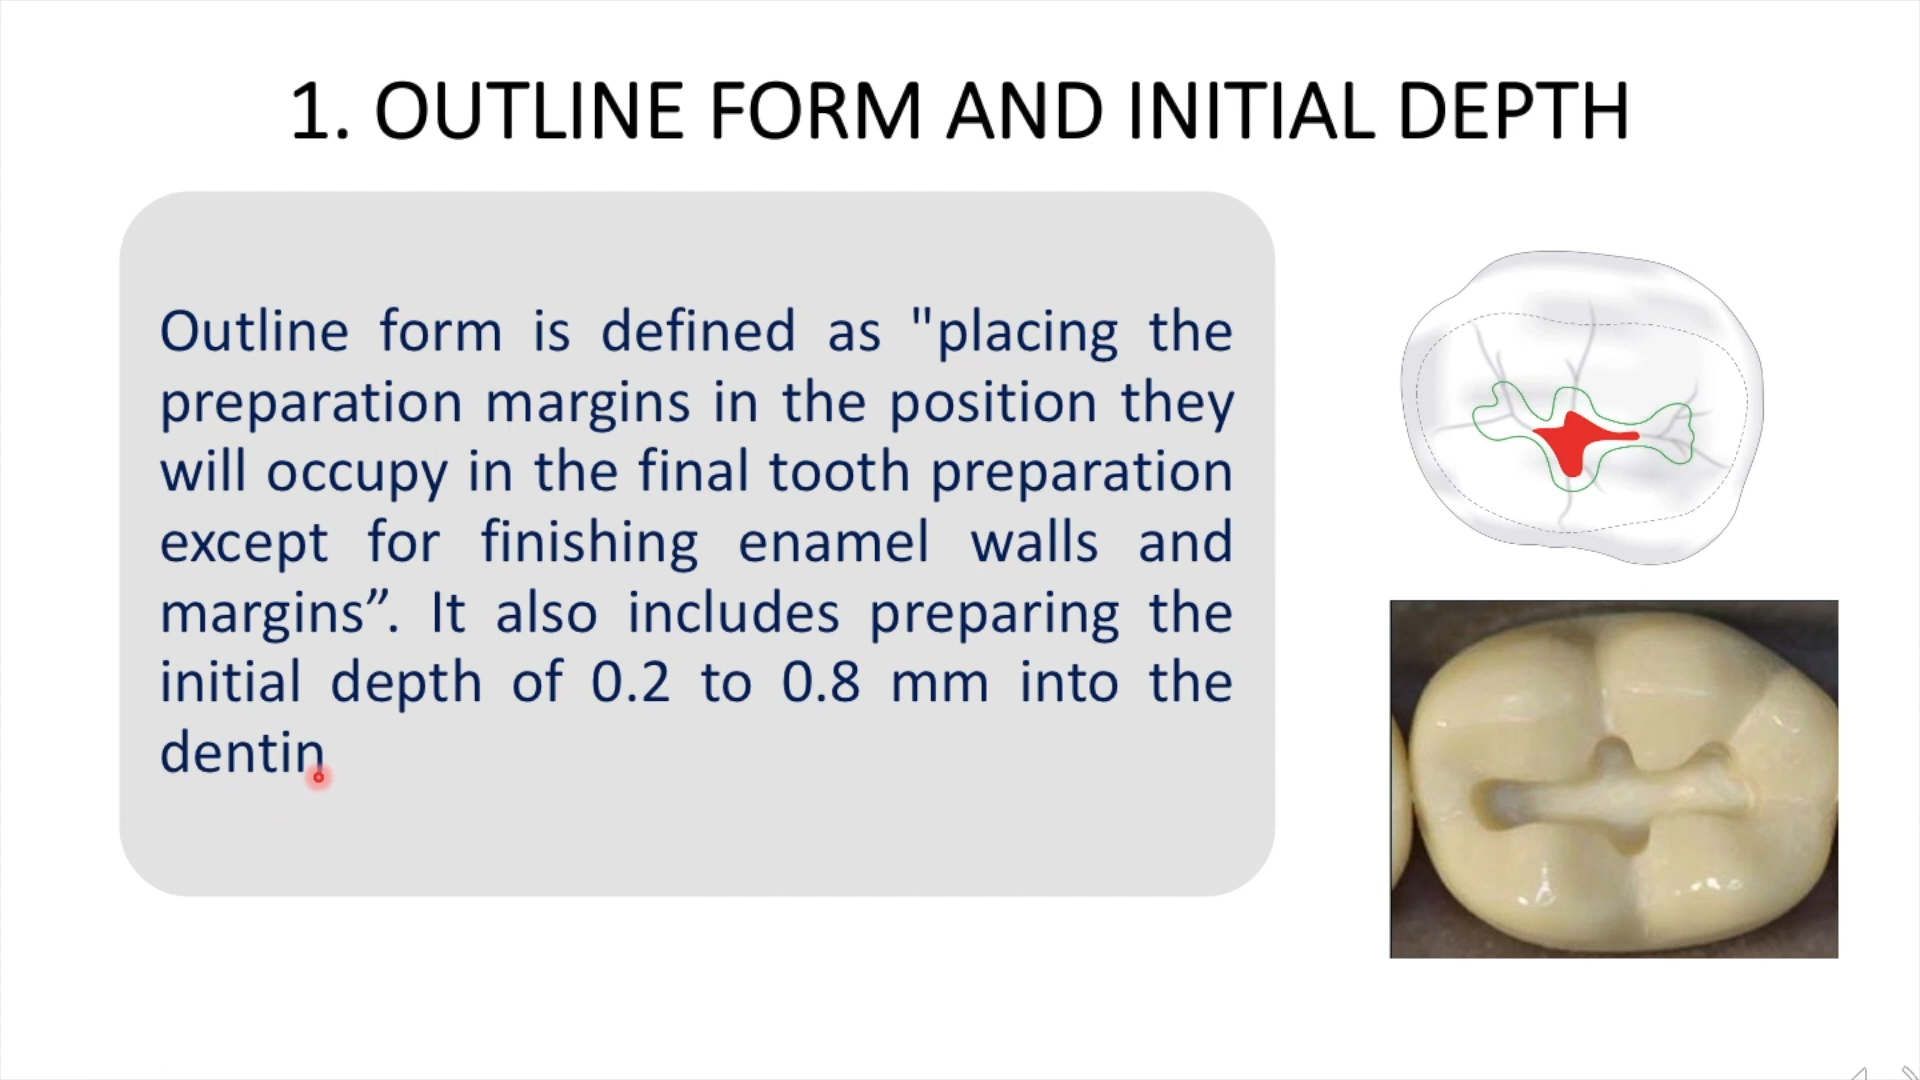 1. OUTLINE FORM AND INITIAL DEPTH
Outline form is defined as "placing the
preparation margins in the position they
will occupy in the final tooth preparation
except for finishing enamel walls and
margins”. It also includes preparing the
initial depth of 0.2 to 0.8 mm into the
dentin